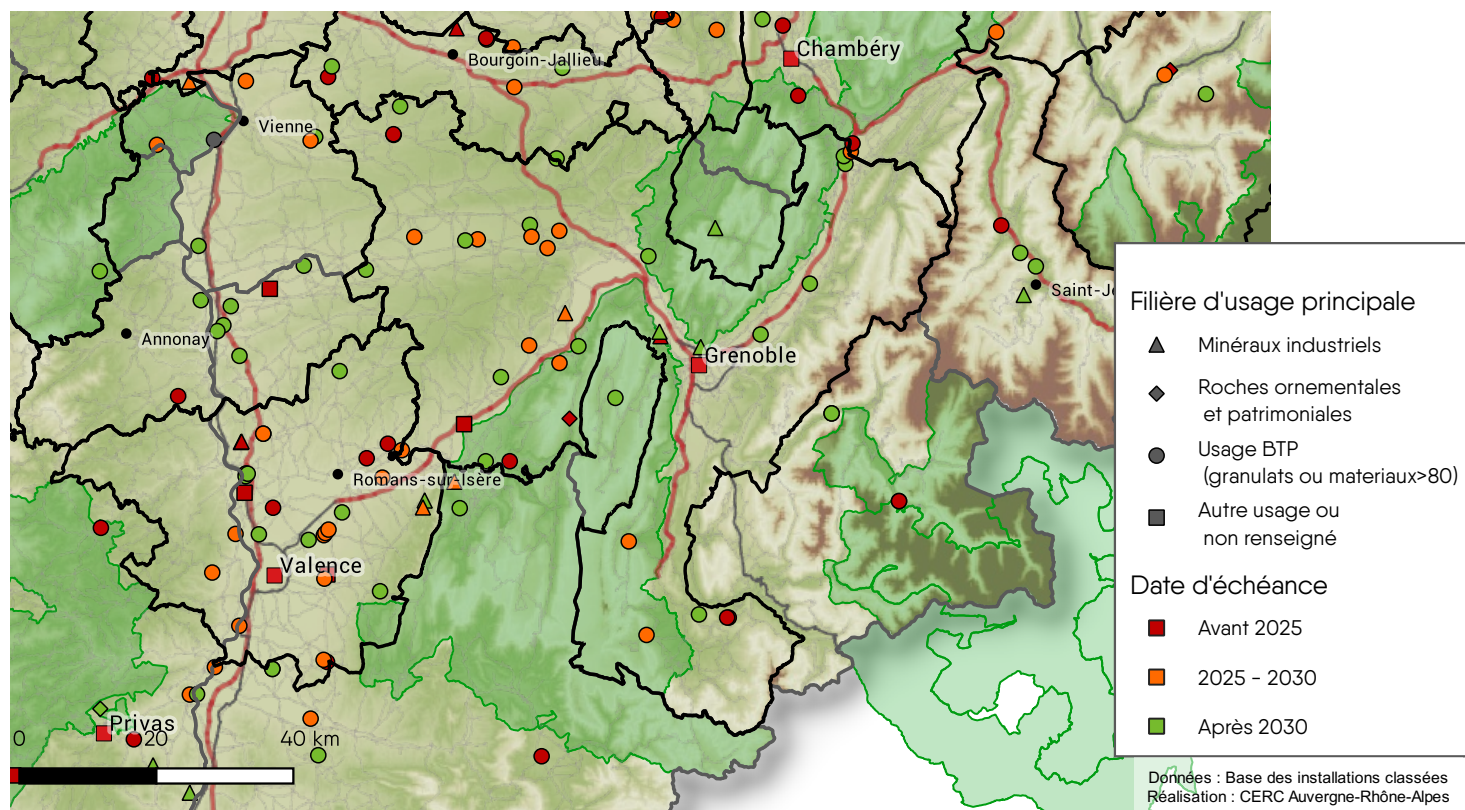 Chambéry
Bourgoin-Jallieu
Vienne
Saint-Je
Annonay
Grenoble
Romans-sur-Isère
Valence
Privas
0 20 40 km
Filière d'usage principale
Minéraux industriels
Roches ornementales
et patrimoniales
Usage BTP
(granulats ou materiaux>80)
Autre usage ou
non renseigné
Date d'échéance
Avant 2025
2025 - 2030
Après 2030
Données : Base des installations classées
Réalisation : CERC Auvergne-Rhône-Alpes